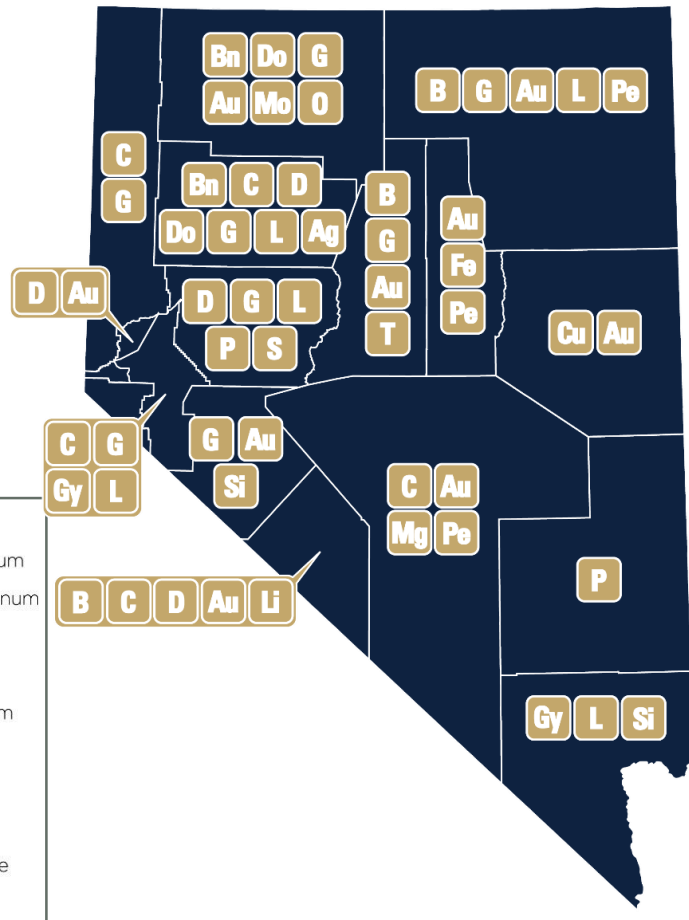 Bn Do G
Au Mo O
B G Au L Pe
C
G
Bn C D
Do G L Ag
B
G
Au
T
Au
Fe
Pe
D Au
D G L
P S
Cu Au
C G
Gy L
G Au
Si
C Au
Mg Pe
um
num
B C D Au Li
P
m
Gy L Si
e